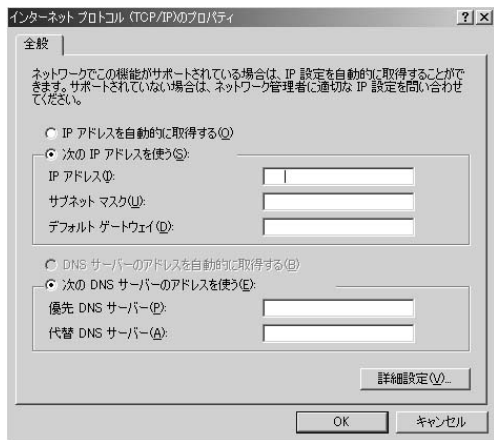 インターネット プロトコル (TCP/IP)のプロパティ
全般
ネットワークでこの機能がサポートされている場合は、IP 設定を自動的に取得することがで
きます。サポートされていない場合は、ネットワーク管理者に適切な IP 設定を問い合わせ
てください。
IP アドレスを自動的に取得する(O)
次の IP アドレスを使う(S):
IP アドレス(I):
サブネット マスク(U):
デフォルト ゲートウェイ(D):
DNS サーバーのアドレスを自動的に取得する(B)
次の DNS サーバーのアドレスを使う(E):
優先 DNS サーバー(P):
代替 DNS サーバー(A):
詳細設定(V)...
OK
キャンセル